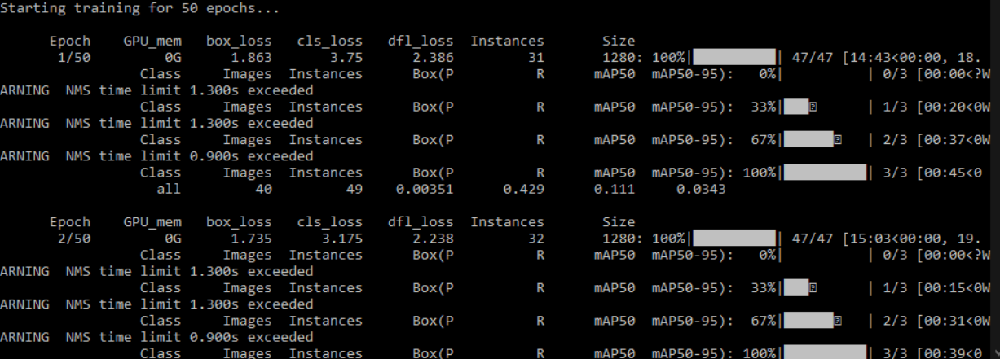 Starting training for 50 epochs...
Epoch GPU_mem box_loss cls_loss dfl_loss Instances Size
1/50 0G 1.863 3.75 2.386 31 1280: 100%| | 47/47 [14:43<00:00, 18.
Class Images Instances Box(P R mAP50 mAP50-95): 0%| | 0/3 [00:00<?W
ARNING NMS time limit 1.300s exceeded
Class Images Instances Box(P R mAP50 mAP50-95): 33%| | 1/3 [00:20<0W
ARNING NMS time limit 1.300s exceeded
Class Images Instances Box(P R mAP50 mAP50-95): 67%| | 2/3 [00:37<0W
ARNING NMS time limit 0.900s exceeded
Class Images Instances Box(P R mAP50 mAP50-95): 100%| | 3/3 [00:45<0
all 40 49 0.00351 0.429 0.111 0.0343
Epoch GPU_mem box_loss cls_loss dfl_loss Instances Size
2/50 0G 1.735 3.175 2.238 32 1280: 100%| | 47/47 [15:03<00:00, 19.
Class Images Instances Box(P R mAP50 mAP50-95): 0%| | 0/3 [00:00<?W
ARNING NMS time limit 1.300s exceeded
Class Images Instances Box(P R mAP50 mAP50-95): 33%| | 1/3 [00:15<0W
ARNING NMS time limit 1.300s exceeded
Class Images Instances Box(P R mAP50 mAP50-95): 67%| | 2/3 [00:31<0W
ARNING NMS time limit 0.900s exceeded
Class Images Instances Box(P R mAP50 mAP50-95): 100%| | 3/3 [00:39<0